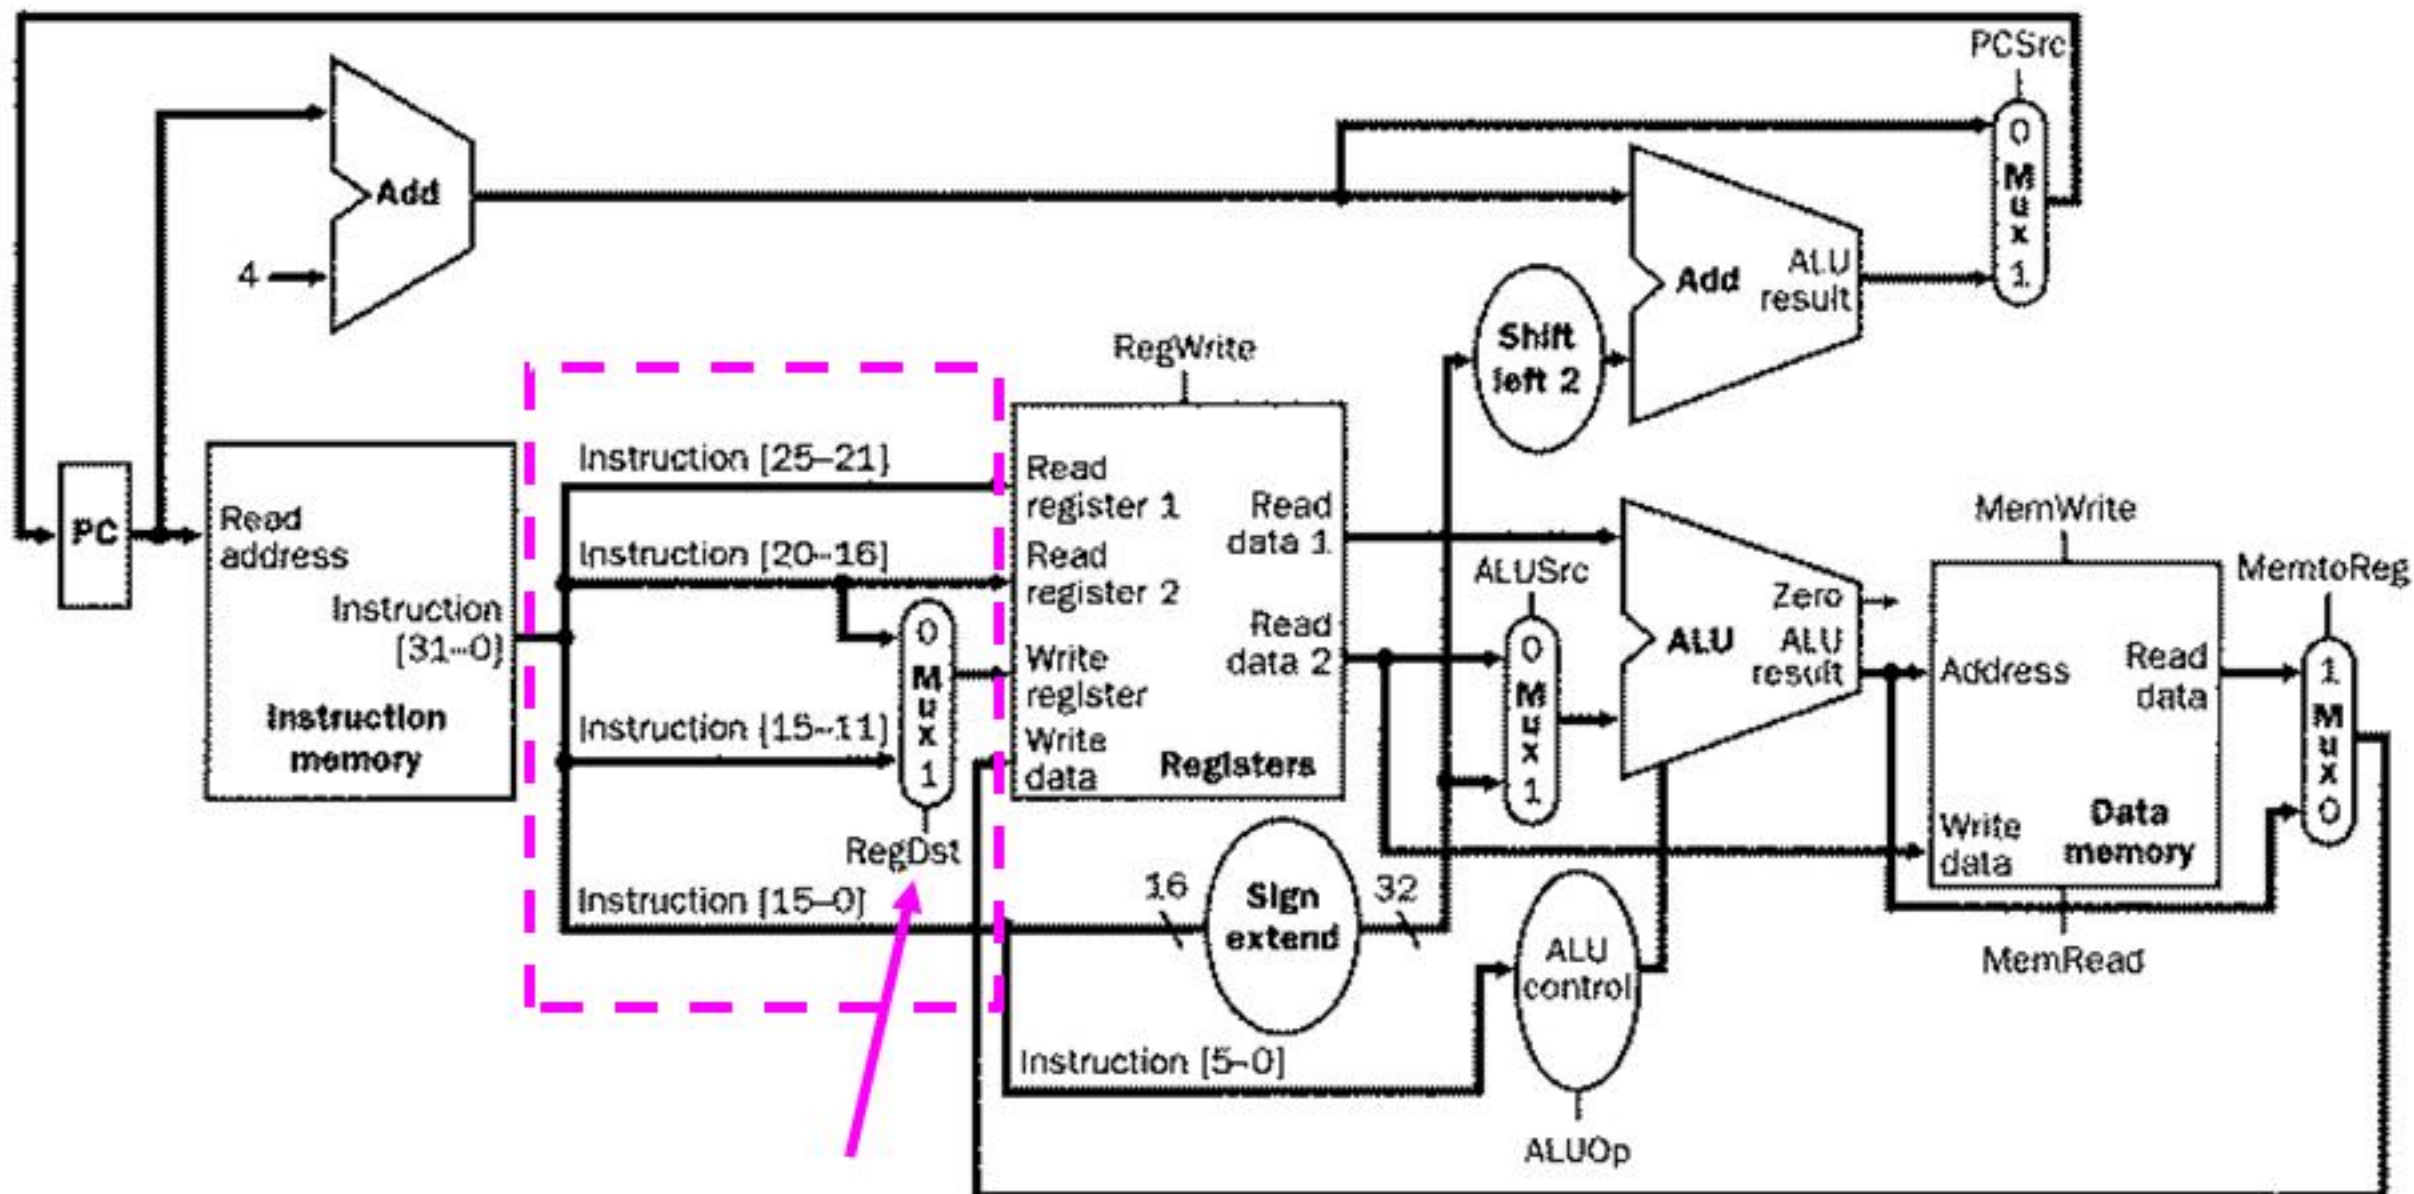 PCSrc
0
M
u
x
1
Add
4
Add
ALU
result
Shift
left 2
RegWrite
PC
Read
address
Instruction
[31-0]
Instruction
memory
Instruction [25-21]
Instruction [20-16]
Instruction [15-11]
Instruction [15-0]
0
M
u
x
1
RegDst
Read
register 1
Read
register 2
Write
register
Write
data
Read
data 1
Read
data 2
Registers
16
Sign
extend
32
ALUSrc
0
M
u
x
1
Zero
ALU
ALU
result
ALU
control
ALUOp
Instruction [5-0]
MemWrite
Address
Read
data
Write
data
Data
memory
MemRead
MemtoReg
1
M
u
x
0